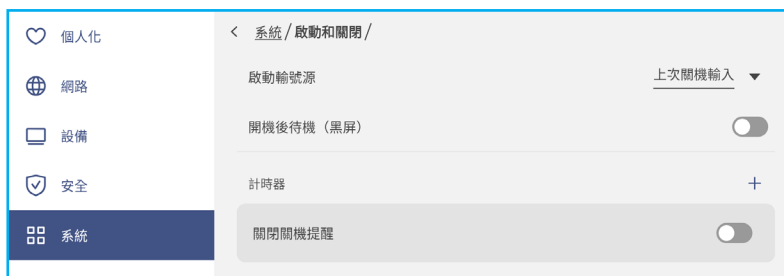 個人化
網路
設備
安全
系統
系統/啟動和關閉/
啟動輸號源
上次關機輸入
開機後待機（黑屏）
計時器
關閉關機提醒